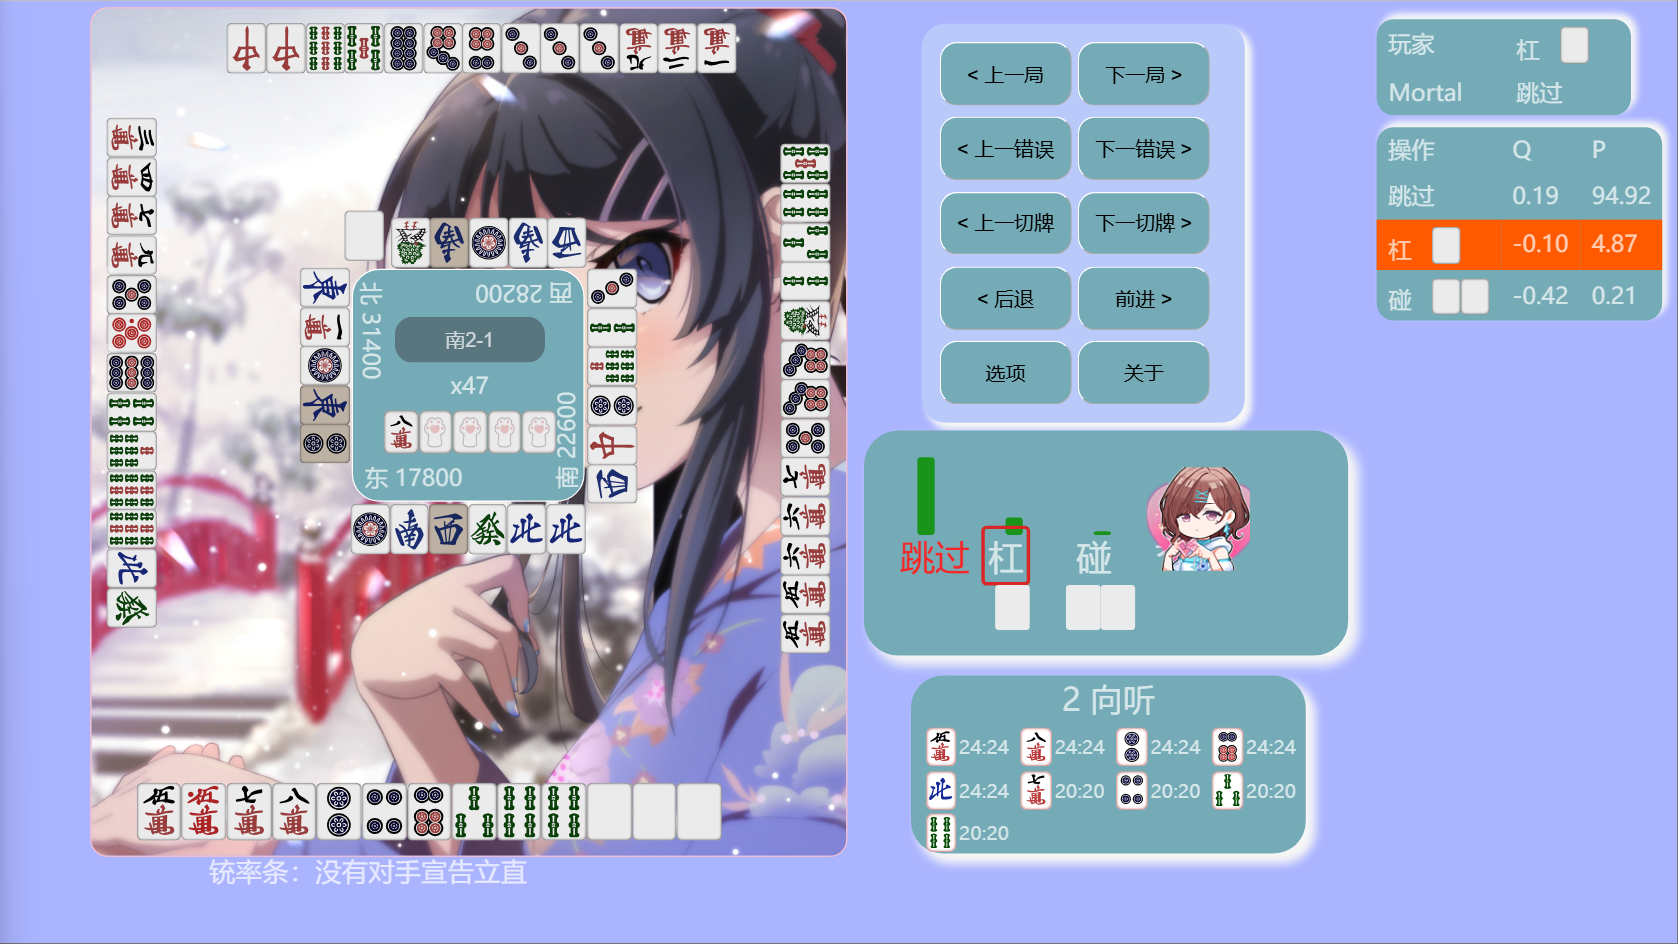 北 31400
西 28200
南2-1
x47
南 22600
东 17800
铳率条：没有对手宣告立直
< 上一局
下一局 >
< 上一错误
下一错误 >
< 上一切牌
下一切牌 >
< 后退
前进 >
选项
关于
跳过
杠
碰
2 向听
24:24
24:24
24:24
24:24
24:24
20:20
20:20
20:20
20:20
玩家 杠
Mortal 跳过
操作 Q P
跳过 0.19 94.92
杠 -0.10 4.87
碰 -0.42 0.21